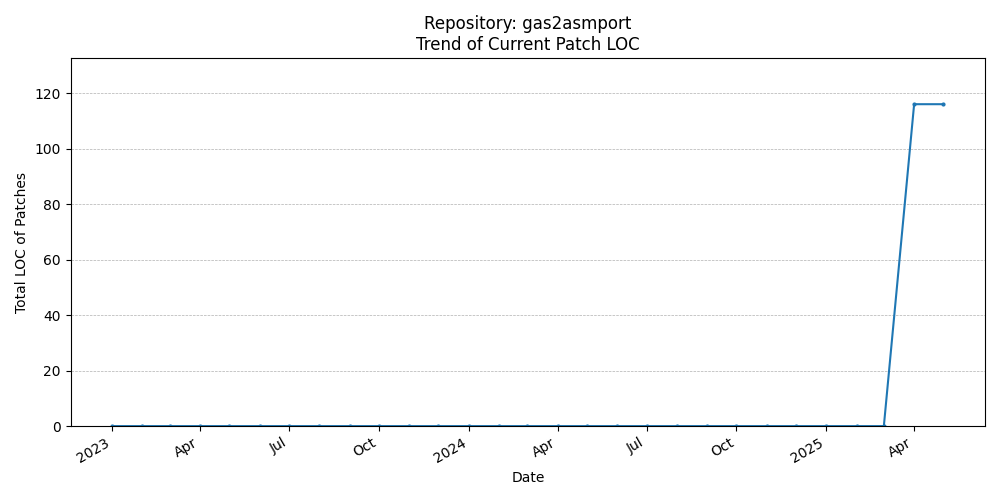 Repository: gas2asmport
Trend of Current Patch LOC
Total LOC of Patches
120
100
80
60
40
20
0
2023
Apr
Jul
Oct
2024
Apr
Jul
Oct
2025
Apr
Date